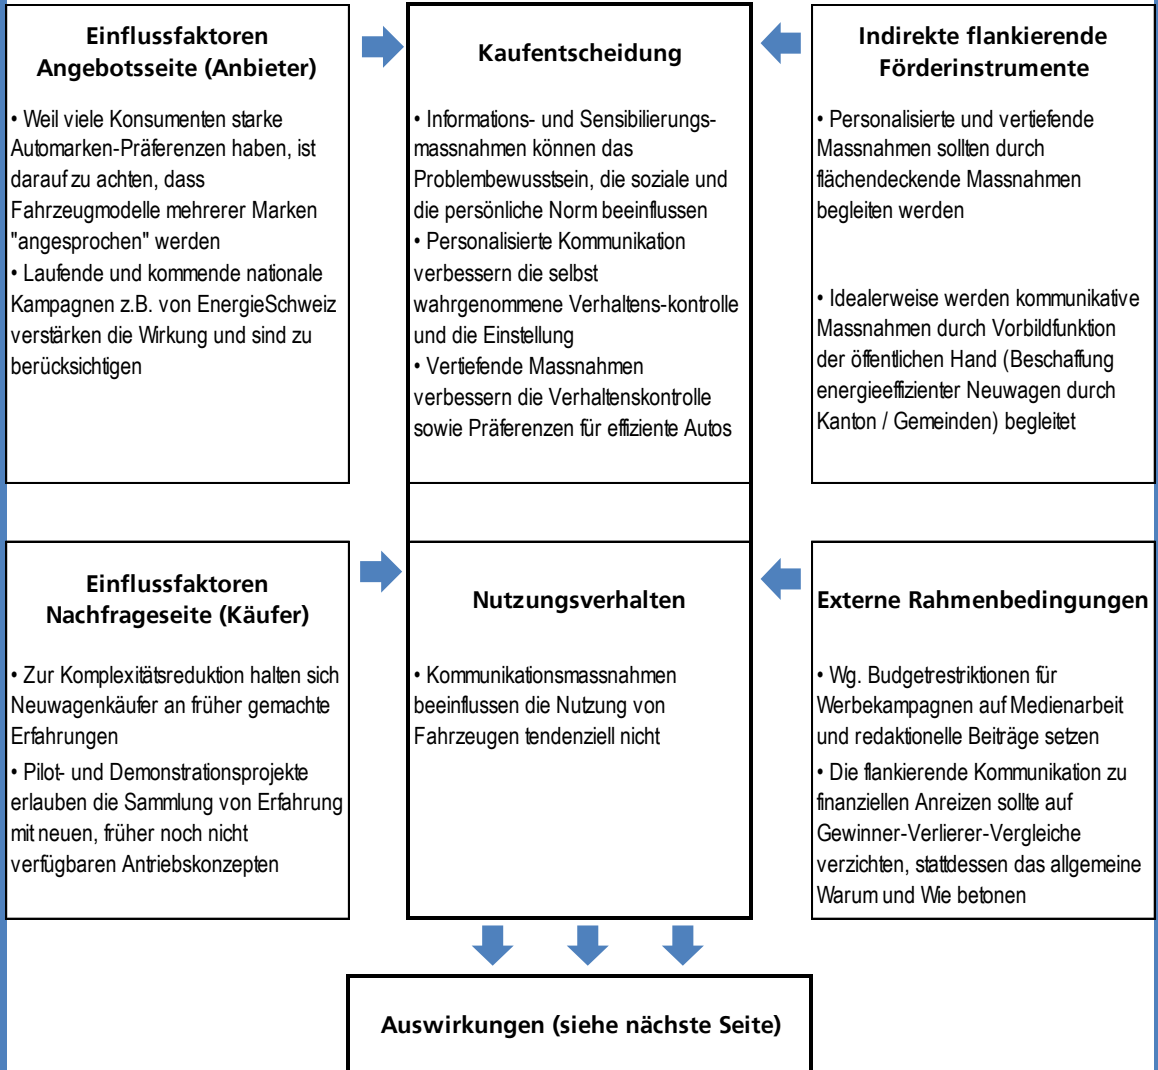 Einflussfaktoren
Angebotsseite (Anbieter)
• Weil viele Konsumenten starke
Automarken-Präferenzen haben, ist
darauf zu achten, dass
Fahrzeugmodelle mehrerer Marken
"angesprochen" werden
• Laufende und kommende nationale
Kampagnen z.B. von EnergieSchweiz
verstärken die Wirkung und sind zu
berücksichtigen
Kaufentscheidung
• Informations- und Sensibilierungs-
massnahmen können das
Problembewusstsein, die soziale und
die persönliche Norm beeinflussen
• Personalisierte Kommunikation
verbessern die selbst
wahrgenommene Verhaltens-kontrolle
und die Einstellung
• Vertiefende Massnahmen
verbessern die Verhaltenskontrolle
sowie Präferenzen für effiziente Autos
Indirekte flankierende
Förderinstrumente
• Personalisierte und vertiefende
Massnahmen sollten durch
flächendeckende Massnahmen
begleiten werden
• Idealerweise werden kommunikative
Massnahmen durch Vorbildfunktion
der öffentlichen Hand (Beschaffung
energieeffizienter Neuwagen durch
Kanton / Gemeinden) begleitet
Einflussfaktoren
Nachfrageseite (Käufer)
• Zur Komplexitätsreduktion halten sich
Neuwagenkäufer an früher gemachte
Erfahrungen
• Pilot- und Demonstrationsprojekte
erlauben die Sammlung von Erfahrung
mit neuen, früher noch nicht
verfügbaren Antriebskonzepten
Nutzungsverhalten
• Kommunikationsmassnahmen
beeinflussen die Nutzung von
Fahrzeugen tendenziell nicht
Externe Rahmenbedingungen
• Wg. Budgetrestriktionen für
Werbekampagnen auf Medienarbeit
und redaktionelle Beiträge setzen
• Die flankierende Kommunikation zu
finanziellen Anreizen sollte auf
Gewinner-Verlierer-Vergleiche
verzichten, stattdessen das allgemeine
Warum und Wie betonen
Auswirkungen (siehe nächste Seite)